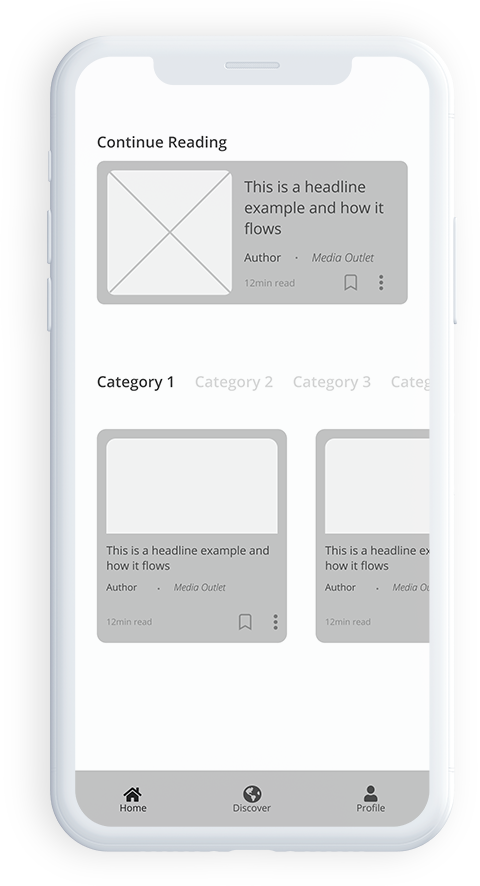 Continue Reading
This is a headline
example and how it
flows
Author · Media Outlet
12min read
Category 1 Category 2 Category 3 Categ
This is a headline example and
how it flows
Author · Media Outlet
12min read
This is a headline ex
how it flows
Author · Media Ou
12min read
Home Discover Profile